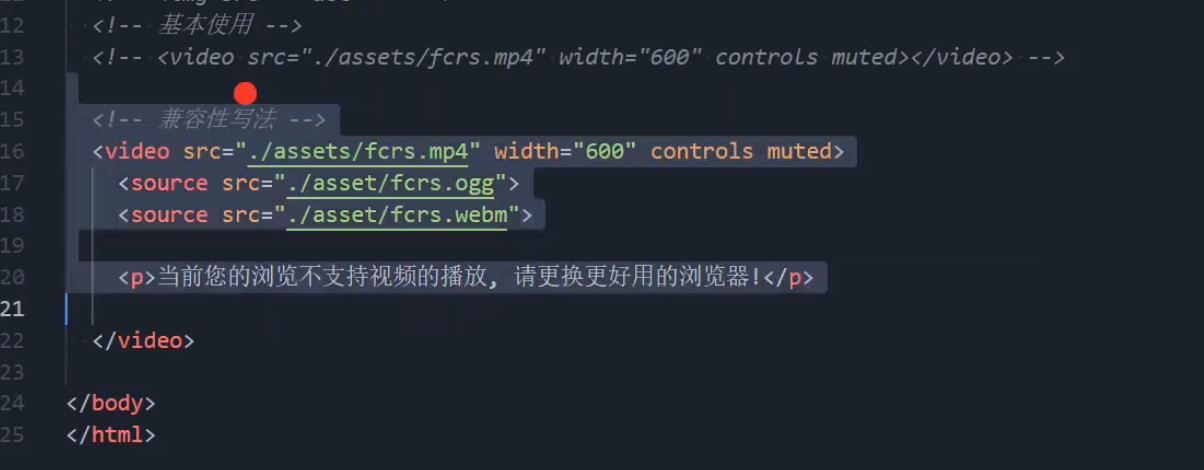 12 <!-- 基本使用 -->
13 <!-- <video src="./assets/fcrs.mp4" width="600" controls muted></video> -->
14
15 <!-- 兼容性写法 -->
16 <video src="./assets/fcrs.mp4" width="600" controls muted>
17 <source src="./asset/fcrs.ogg">
18 <source src="./asset/fcrs.webm">
19
20 <p>当前您的浏览不支持视频的播放, 请更换更好用的浏览器!</p>
21
22 </video>
23
24 </body>
25 </html>